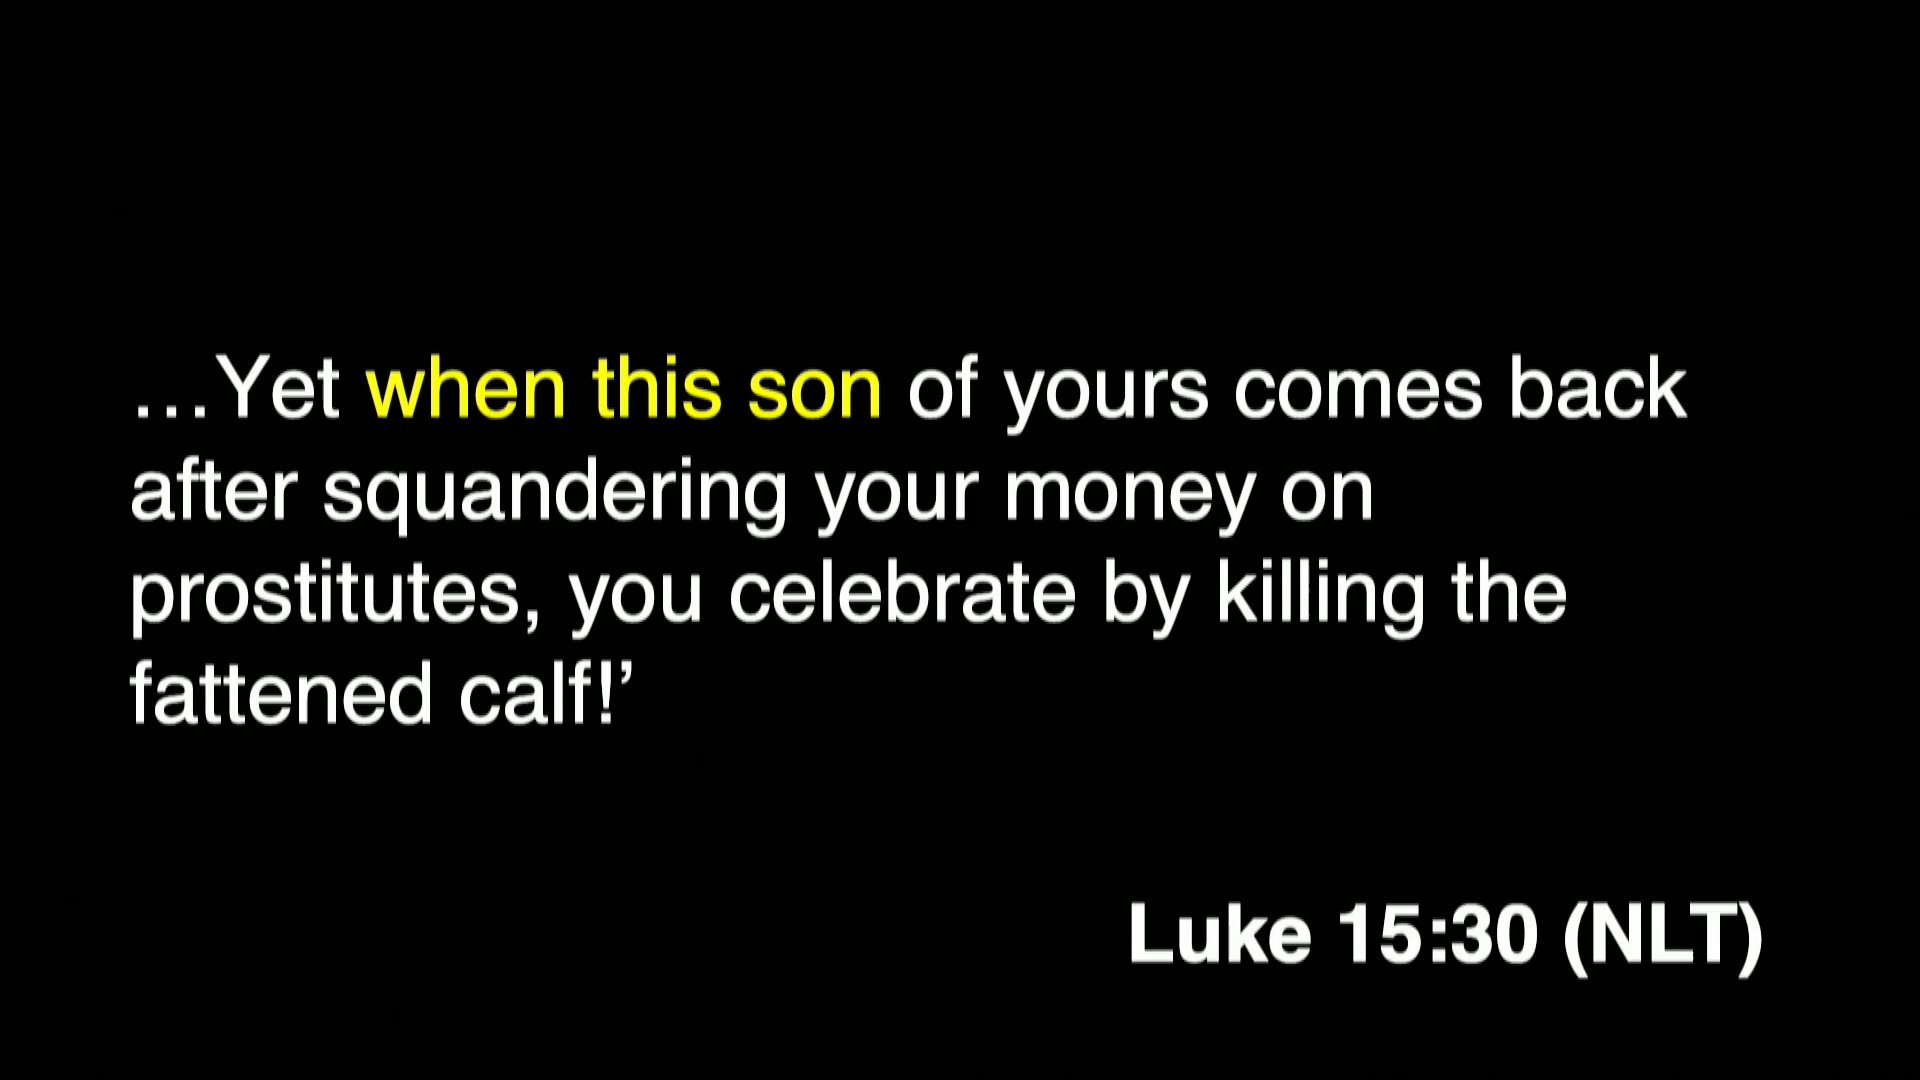 …Yet when this son of yours comes back
after squandering your money on
prostitutes, you celebrate by killing the
fattened calf!’
Luke 15:30 (NLT)